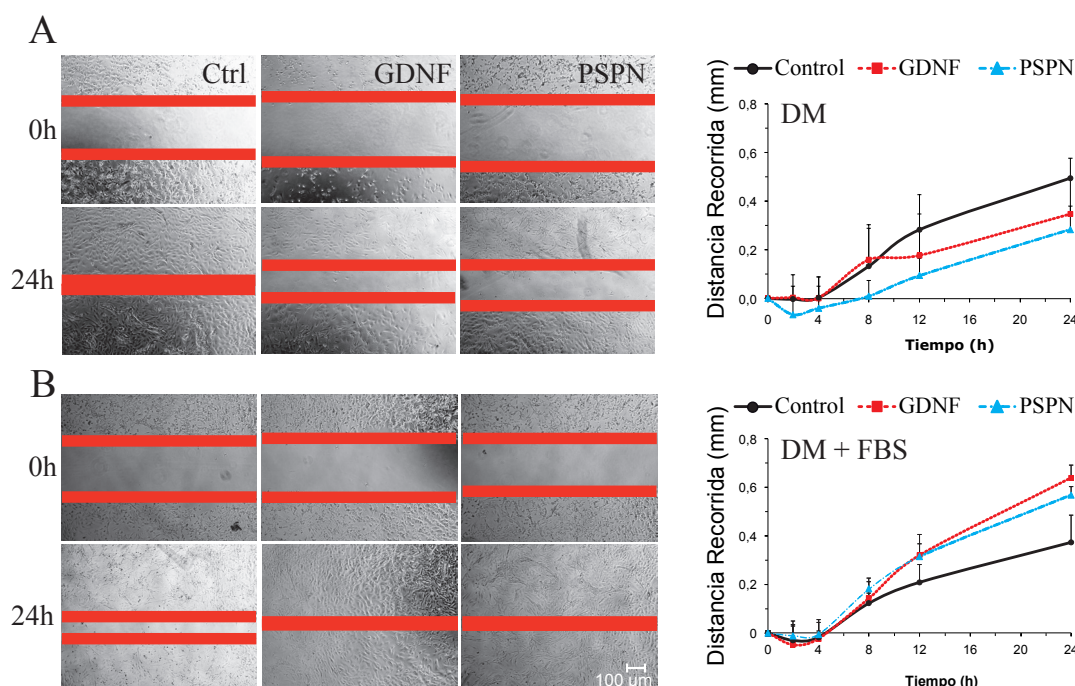 A
Ctrl
GDNF
PSPN
0h
24h
Control GDNF PSPN
DM
Distancia Recorrida (mm)
0,8
0,6
0,4
0,2
0,0
0 4 8 12 16 20 24
Tiempo (h)
B
0h
24h
100 µm
Control GDNF PSPN
DM + FBS
Distancia Recorrida (mm)
0,8
0,6
0,4
0,2
0
0 4 8 12 16 20 24
Tiempo (h)